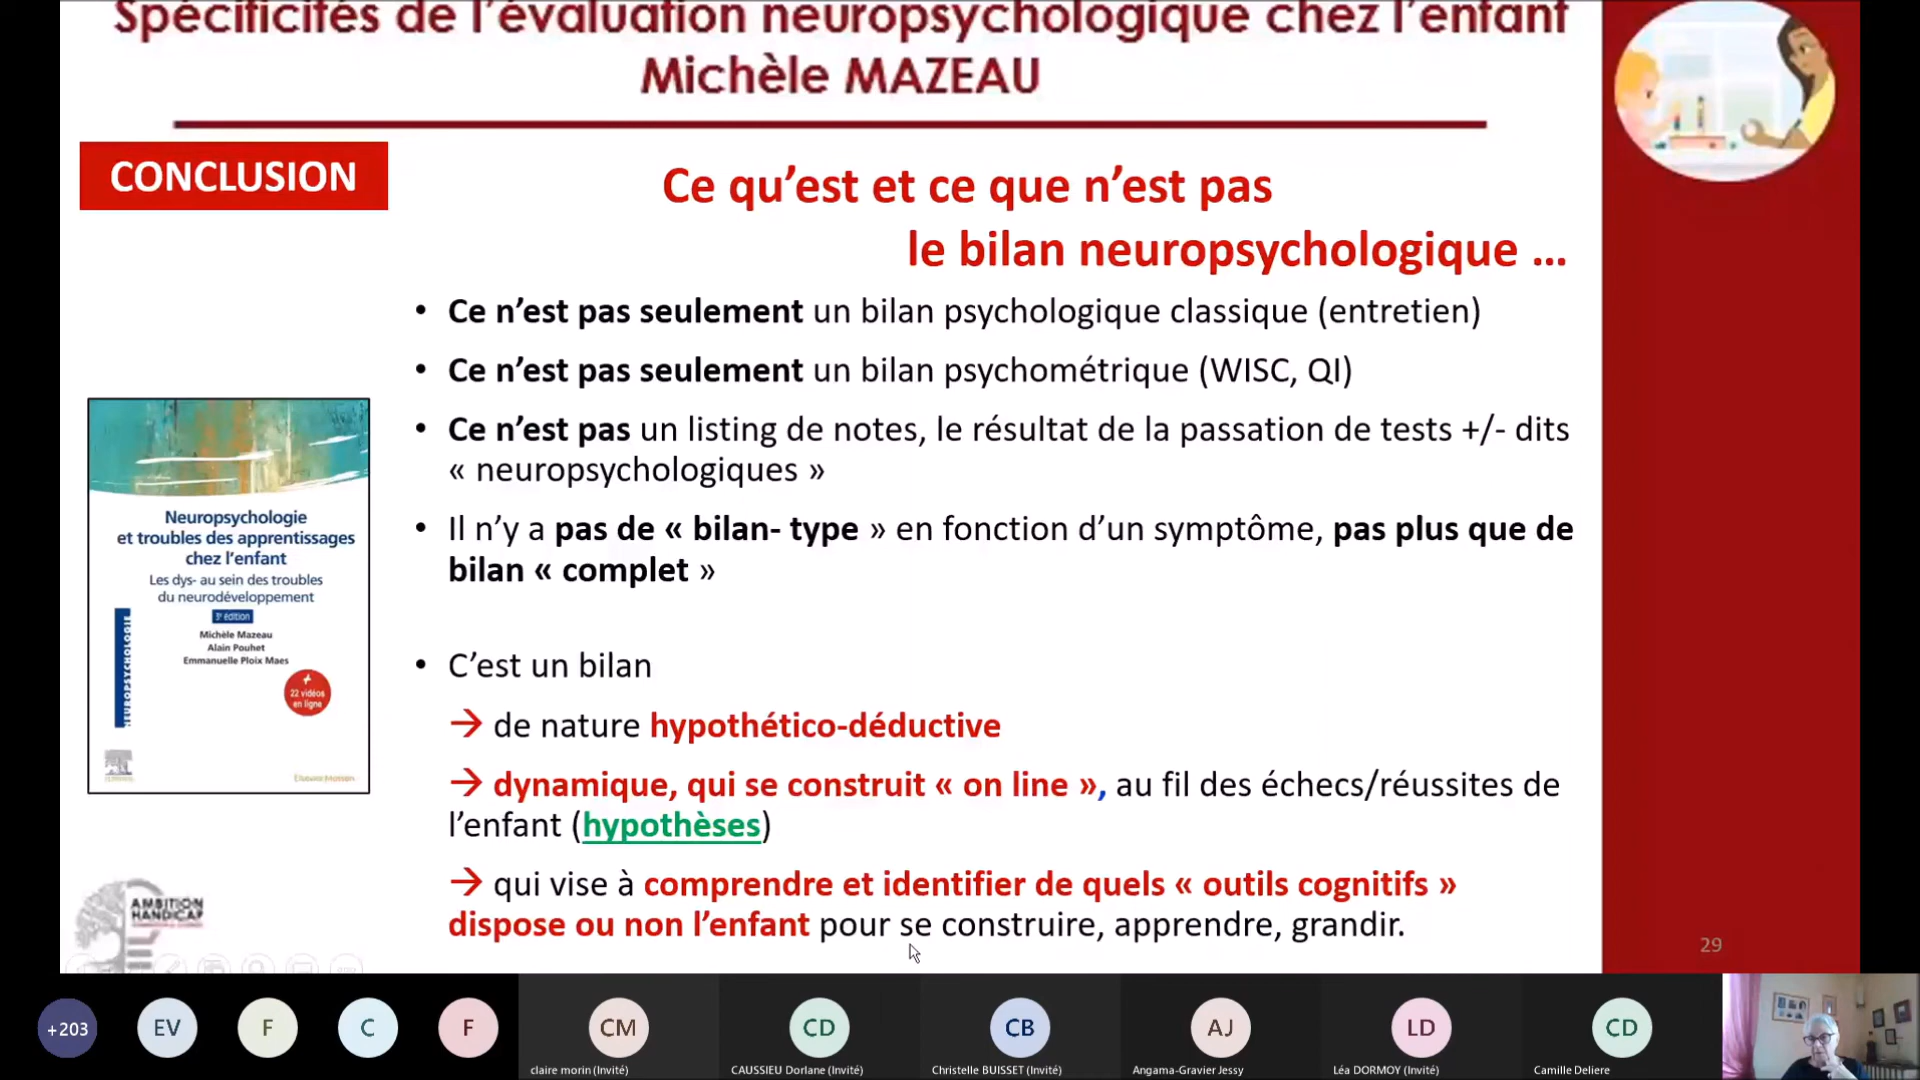 Spécificités de l'évaluation neuropsychologique chez l'enfant
Michèle MAZEAU
CONCLUSION
Ce qu'est et ce que n'est pas
le bilan neuropsychologique ...
• Ce n'est pas seulement un bilan psychologique classique (entretien)
• Ce n'est pas seulement un bilan psychométrique (WISC, QI)
• Ce n'est pas un listing de notes, le résultat de la passation de tests +/- dits
« neuropsychologiques »
• Il n'y a pas de « bilan- type » en fonction d'un symptôme, pas plus que de
bilan « complet »
• C'est un bilan
→ de nature hypothético-déductive
→ dynamique, qui se construit « on line », au fil des échecs/réussites de
l'enfant (hypothèses)
→ qui vise à comprendre et identifier de quels « outils cognitifs »
dispose ou non l'enfant pour se construire, apprendre, grandir.
Neuropsychologie
et troubles des apprentissages
chez l'enfant
Les dys- au sein des troubles
du neurodéveloppement
3e édition
Michèle Mazeau
Alain Pouhet
Emmanuelle Ploix Maes
NEUROPSYCHOLOGIE
+
22 vidéos
en ligne
Elsevier Masson
AMBITION
HANDICAP
29
+203
EV
F
C
F
CM
CD
CB
AJ
LD
CD
claire morin (Invité)
CAUSSIEU Dorlane (Invité)
Christelle BUISSET (Invité)
Angama-Gravier Jessy
Léa DORMOY (Invité)
Camille Deliere